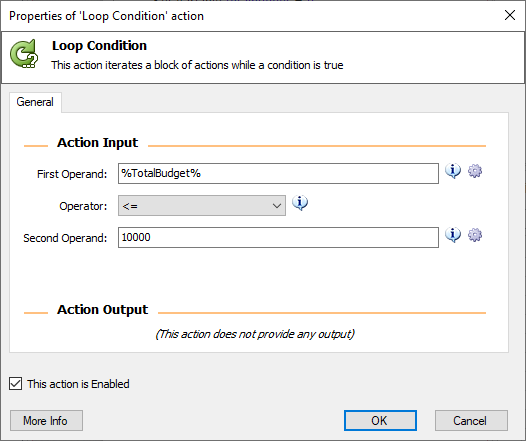 Properties of 'Loop Condition' action
Loop Condition
This action iterates a block of actions while a condition is true
General
Action Input
First Operand: %TotalBudget%
Operator: <=
Second Operand: 10000
Action Output
(This action does not provide any output)
This action is Enabled
More Info OK Cancel